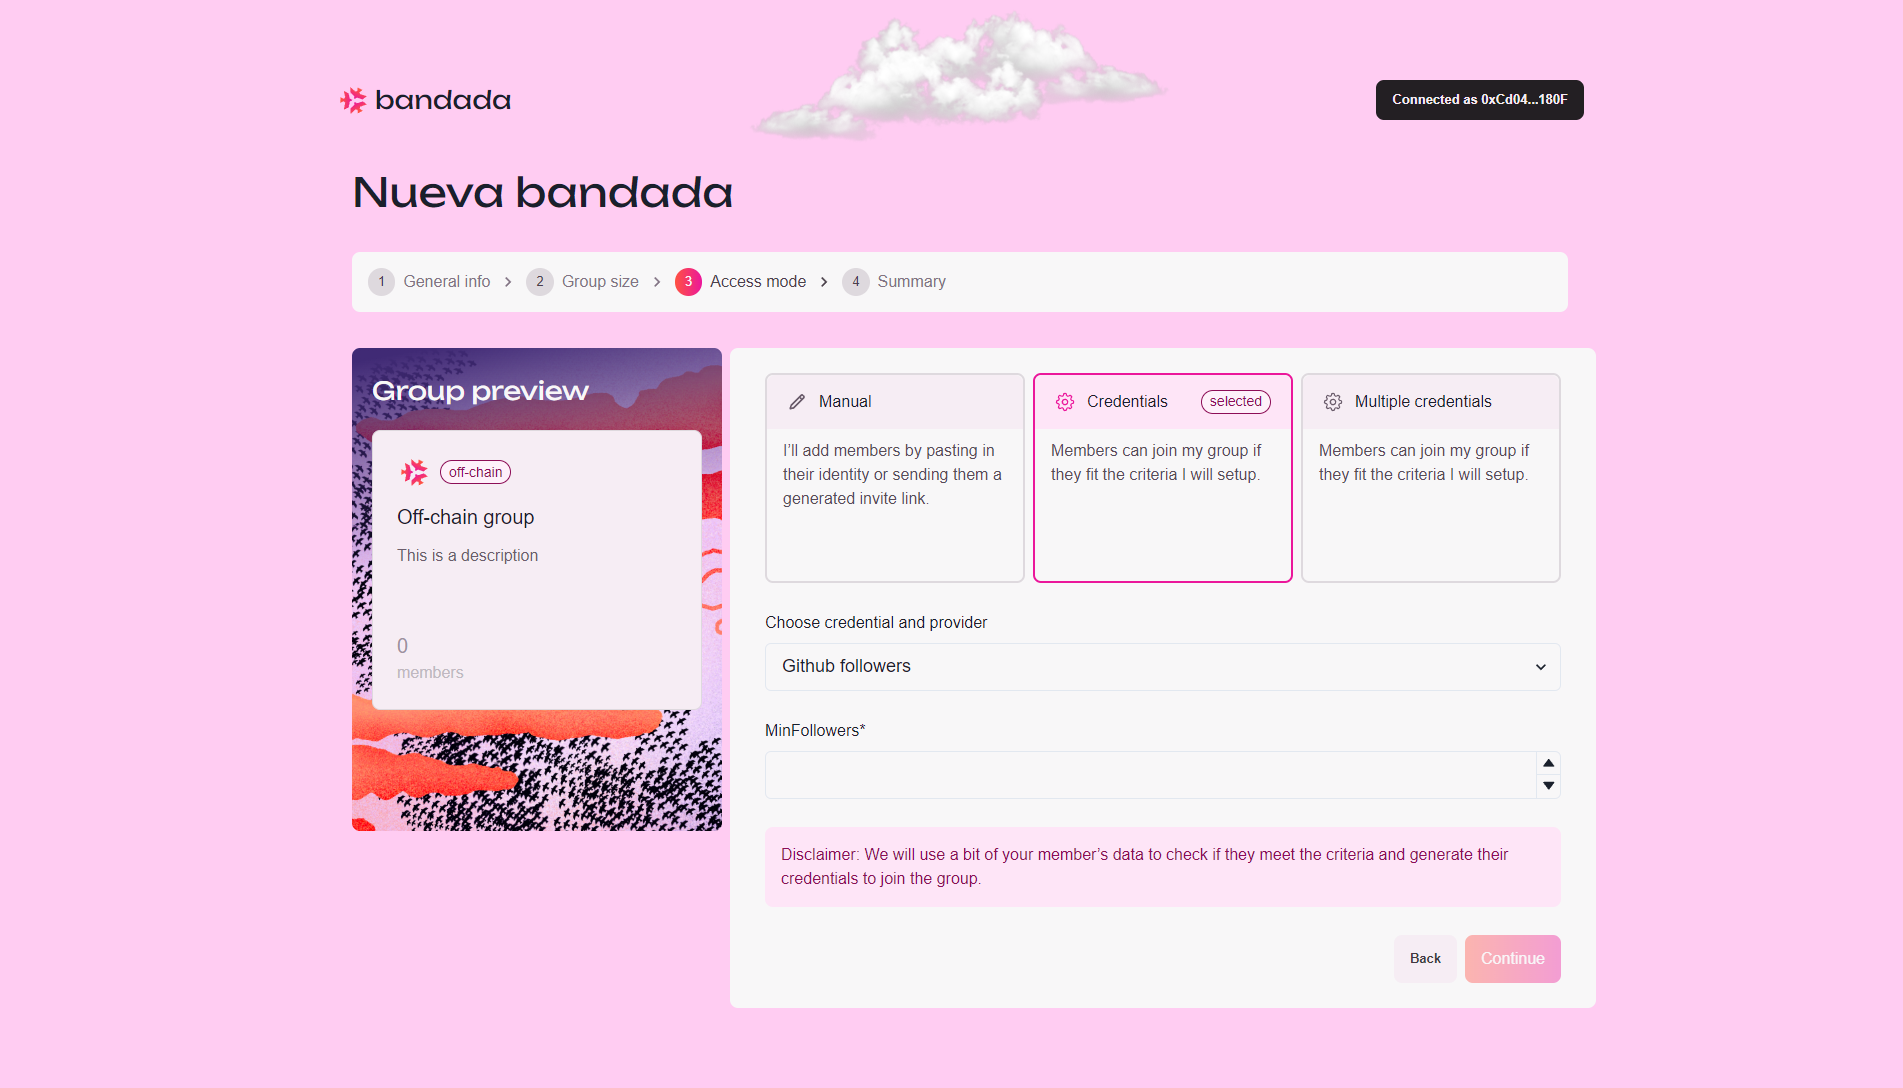 bandada
Connected as 0xCd04...180F
Nueva bandada
1 General info
2 Group size
3 Access mode
4 Summary
Group preview
off-chain
Off-chain group
This is a description
0
members
Manual
I’ll add members by pasting in
their identity or sending them a
generated invite link.
Credentials selected
Members can join my group if
they fit the criteria I will setup.
Multiple credentials
Members can join my group if
they fit the criteria I will setup.
Choose credential and provider
Github followers
MinFollowers*
Disclaimer: We will use a bit of your member’s data to check if they meet the criteria and generate their
credentials to join the group.
Back
Continue